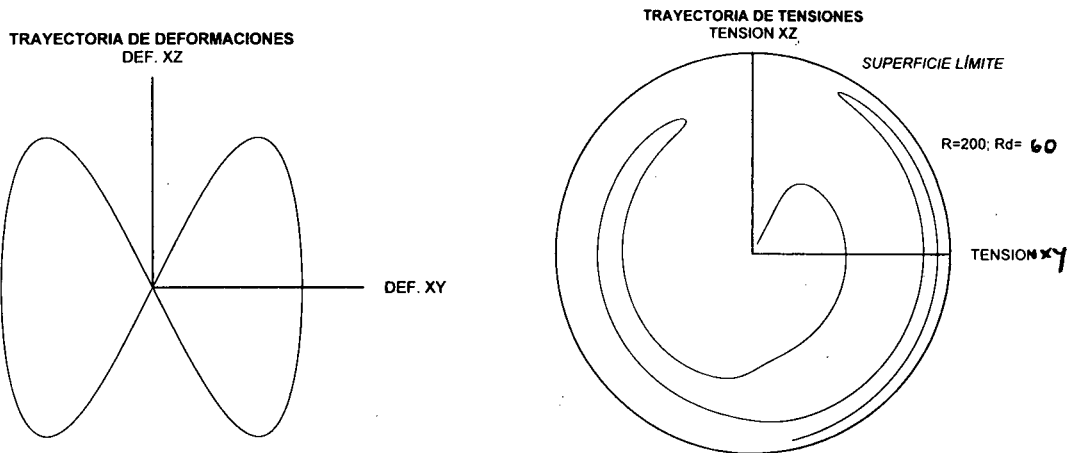 TRAYECTORIA DE DEFORMACIONES
DEF. XZ
DEF. XY
TRAYECTORIA DE TENSIONES
TENSION XZ
SUPERFICIE LÍMITE
R=200; Rd= 60
TENSION XY